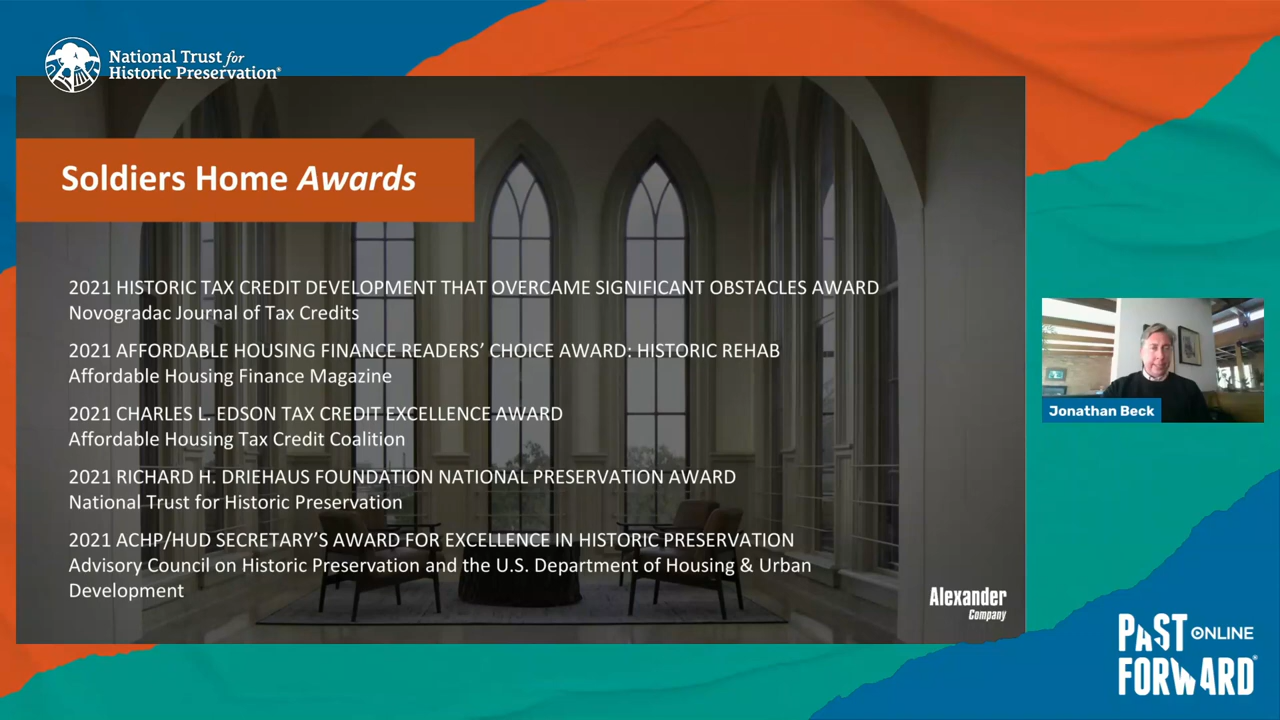 National Trust for
Historic Preservation®
Soldiers Home Awards
2021 HISTORIC TAX CREDIT DEVELOPMENT THAT OVERCAME SIGNIFICANT OBSTACLES AWARD
Novogradac Journal of Tax Credits
2021 AFFORDABLE HOUSING FINANCE READERS’ CHOICE AWARD: HISTORIC REHAB
Affordable Housing Finance Magazine
2021 CHARLES L. EDSON TAX CREDIT EXCELLENCE AWARD
Affordable Housing Tax Credit Coalition
2021 RICHARD H. DRIEHAUS FOUNDATION NATIONAL PRESERVATION AWARD
National Trust for Historic Preservation
2021 ACHP/HUD SECRETARY’S AWARD FOR EXCELLENCE IN HISTORIC PRESERVATION
Advisory Council on Historic Preservation and the U.S. Department of Housing & Urban
Development
Alexander
Company
Jonathan Beck
PAST ONLINE
FORWARD®